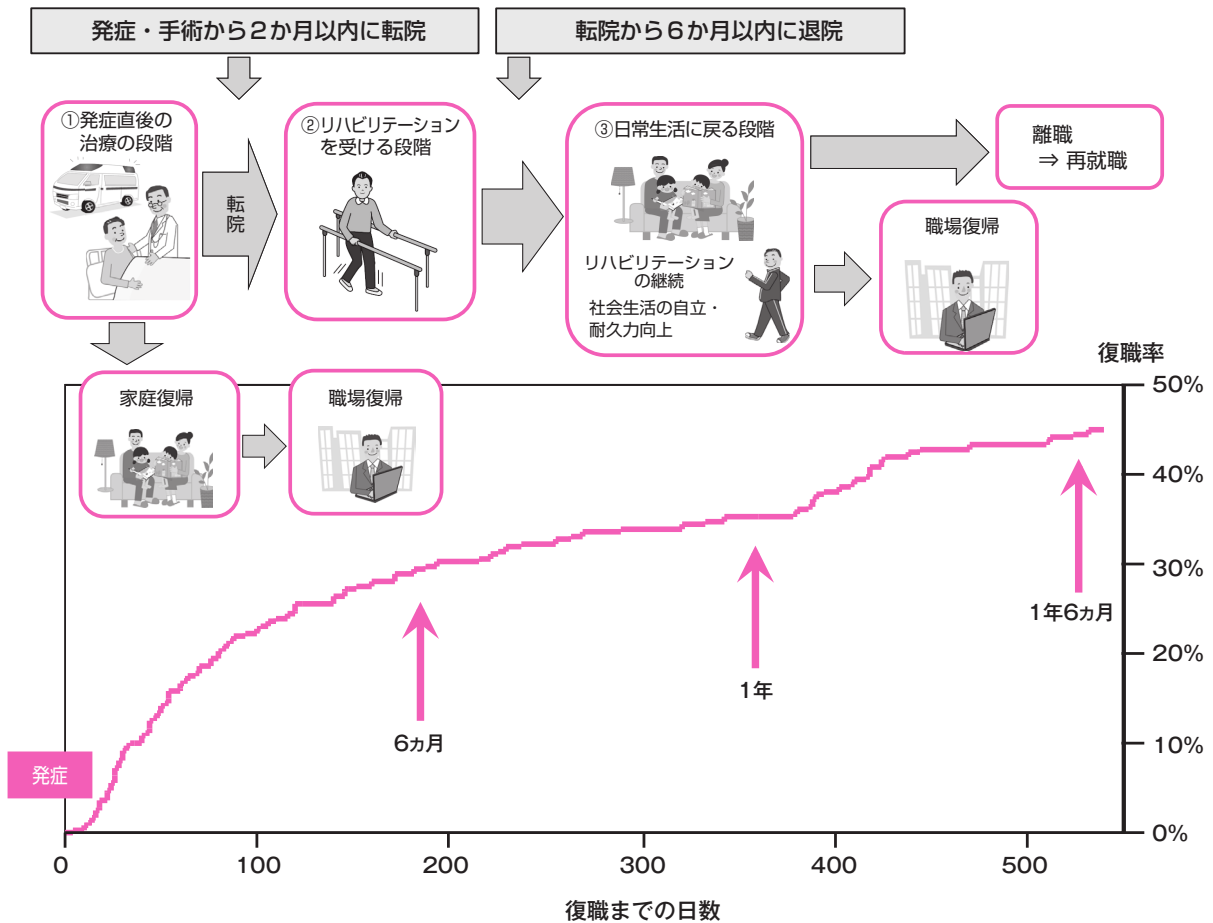 発症・手術から２か月以内に転院
転院から６か月以内に退院
①発症直後の
治療の段階
転院
②リハビリテーション
を受ける段階
③日常生活に戻る段階
リハビリテーション
の継続
社会生活の自立・
耐久力向上
離職
⇒ 再就職
職場復帰
家庭復帰
職場復帰
復職率
50%
40%
30%
20%
10%
0%
発症
6ヵ月
1年
1年6ヵ月
0
100
200
300
400
500
復職までの日数